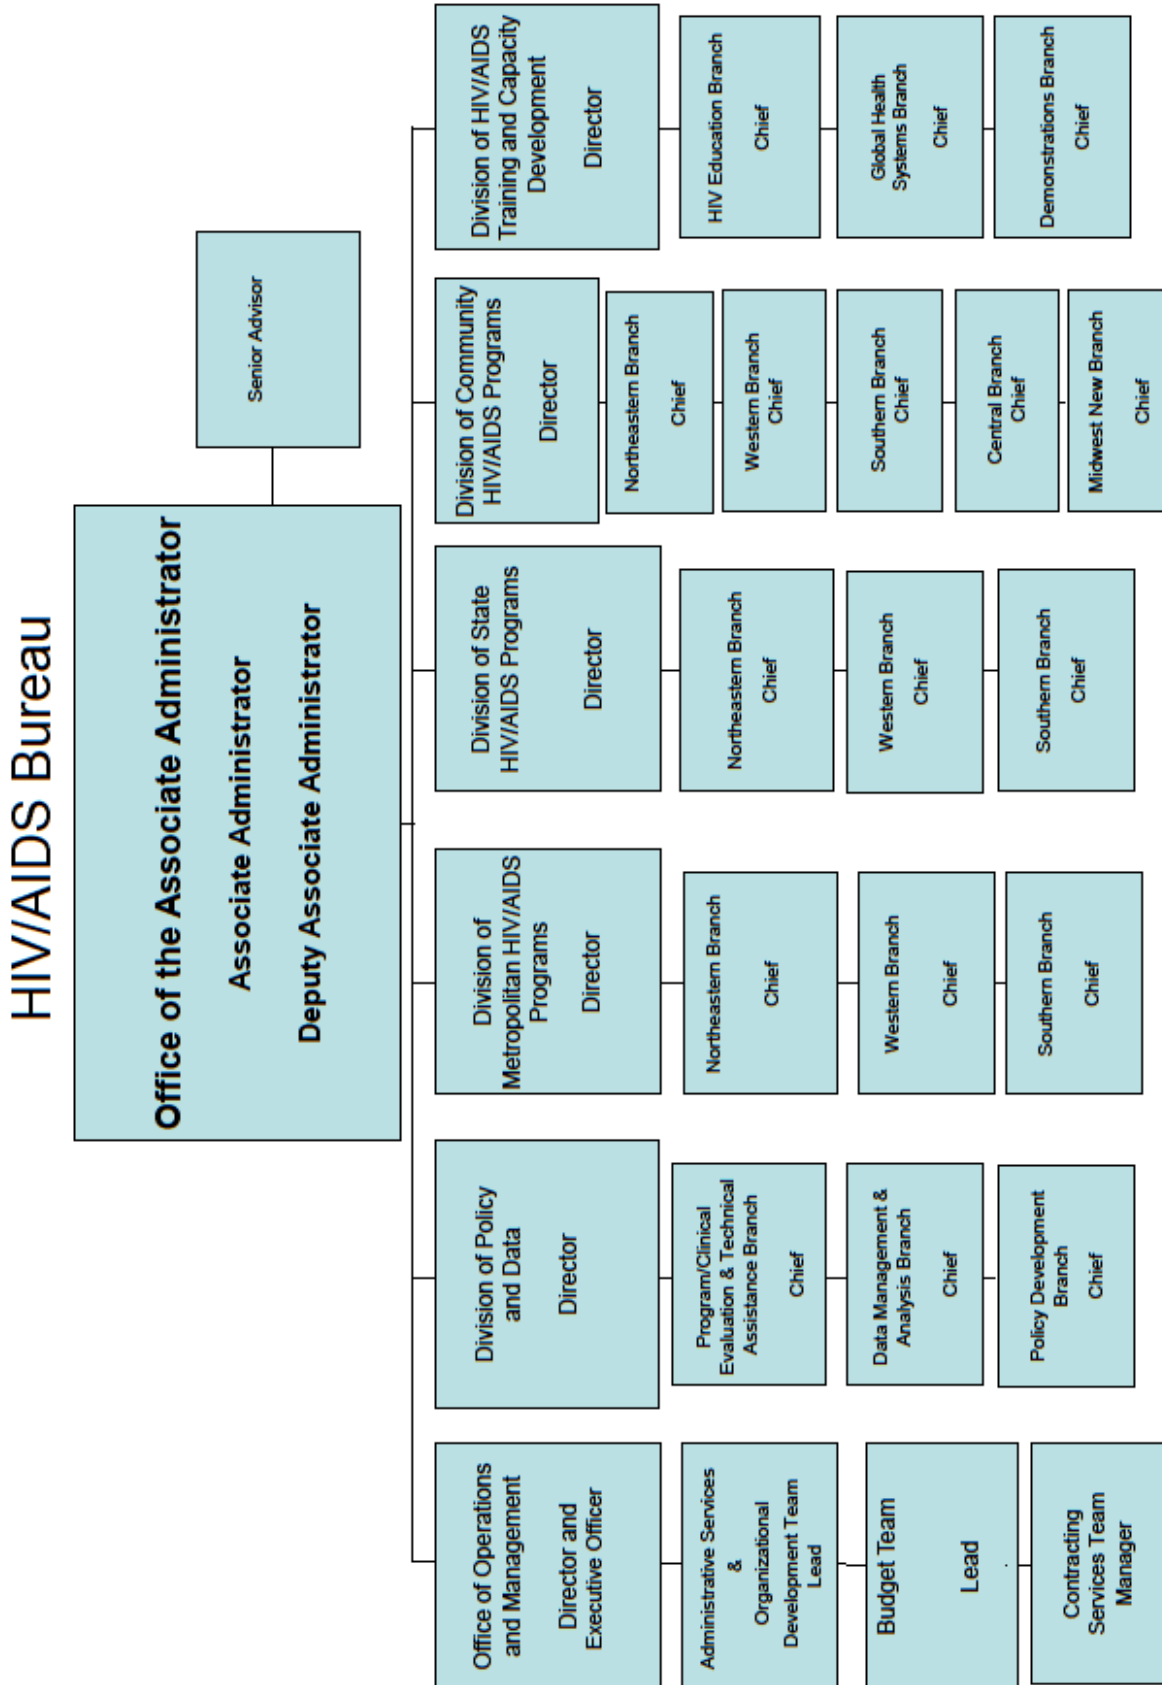 HIV/AIDS Bureau
Office of the Associate Administrator
Associate Administrator
Deputy Associate Administrator
Senior Advisor
Office of Operations
and Management
Director and
Executive Officer
Administrative Services
&
Organizational
Development Team
Lead
Budget Team
Lead
Contracting
Services Team
Manager
Division of Policy
and Data
Director
Program/Clinical
Evaluation & Technical
Assistance Branch
Chief
Data Management &
Analysis Branch
Chief
Policy Development
Branch
Chief
Division of
Metropolitan HIV/AIDS
Programs
Director
Northeastern Branch
Chief
Western Branch
Chief
Southern Branch
Chief
Division of State
HIV/AIDS Programs
Director
Northeastern Branch
Chief
Western Branch
Chief
Southern Branch
Chief
Division of Community
HIV/AIDS Programs
Director
Northeastern Branch
Chief
Western Branch
Chief
Southern Branch
Chief
Central Branch
Chief
Midwest New Branch
Chief
Division of HIV/AIDS
Training and Capacity
Development
Director
HIV Education Branch
Chief
Global Health
Systems Branch
Chief
Demonstrations Branch
Chief